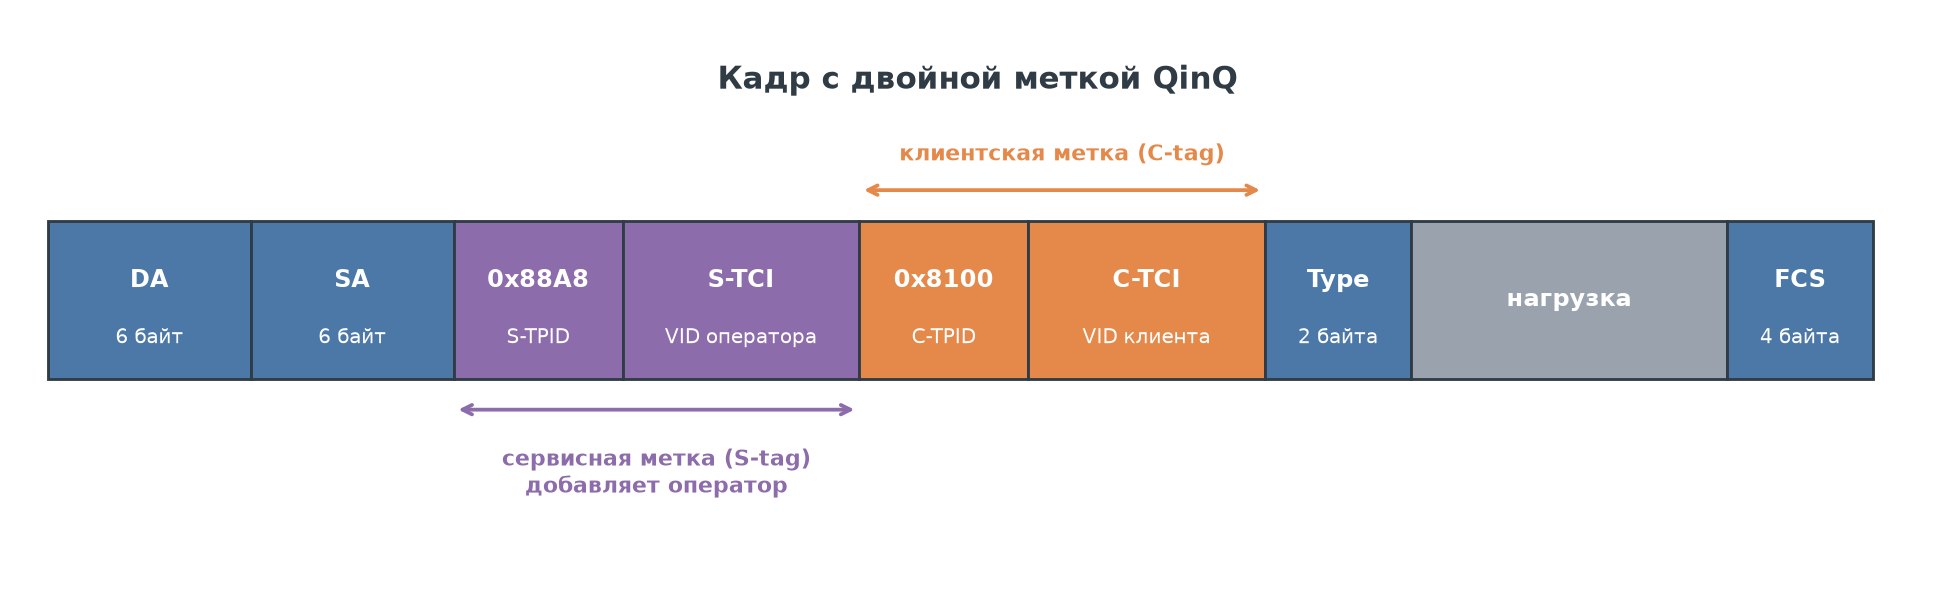 Кадр с двойной меткой QinQ
клиентская метка (C-tag)
DA
6 байт
SA
6 байт
0x88A8
S-TPID
S-TCI
VID оператора
0x8100
C-TPID
C-TCI
VID клиента
Type
2 байта
нагрузка
FCS
4 байта
сервисная метка (S-tag)
добавляет оператор